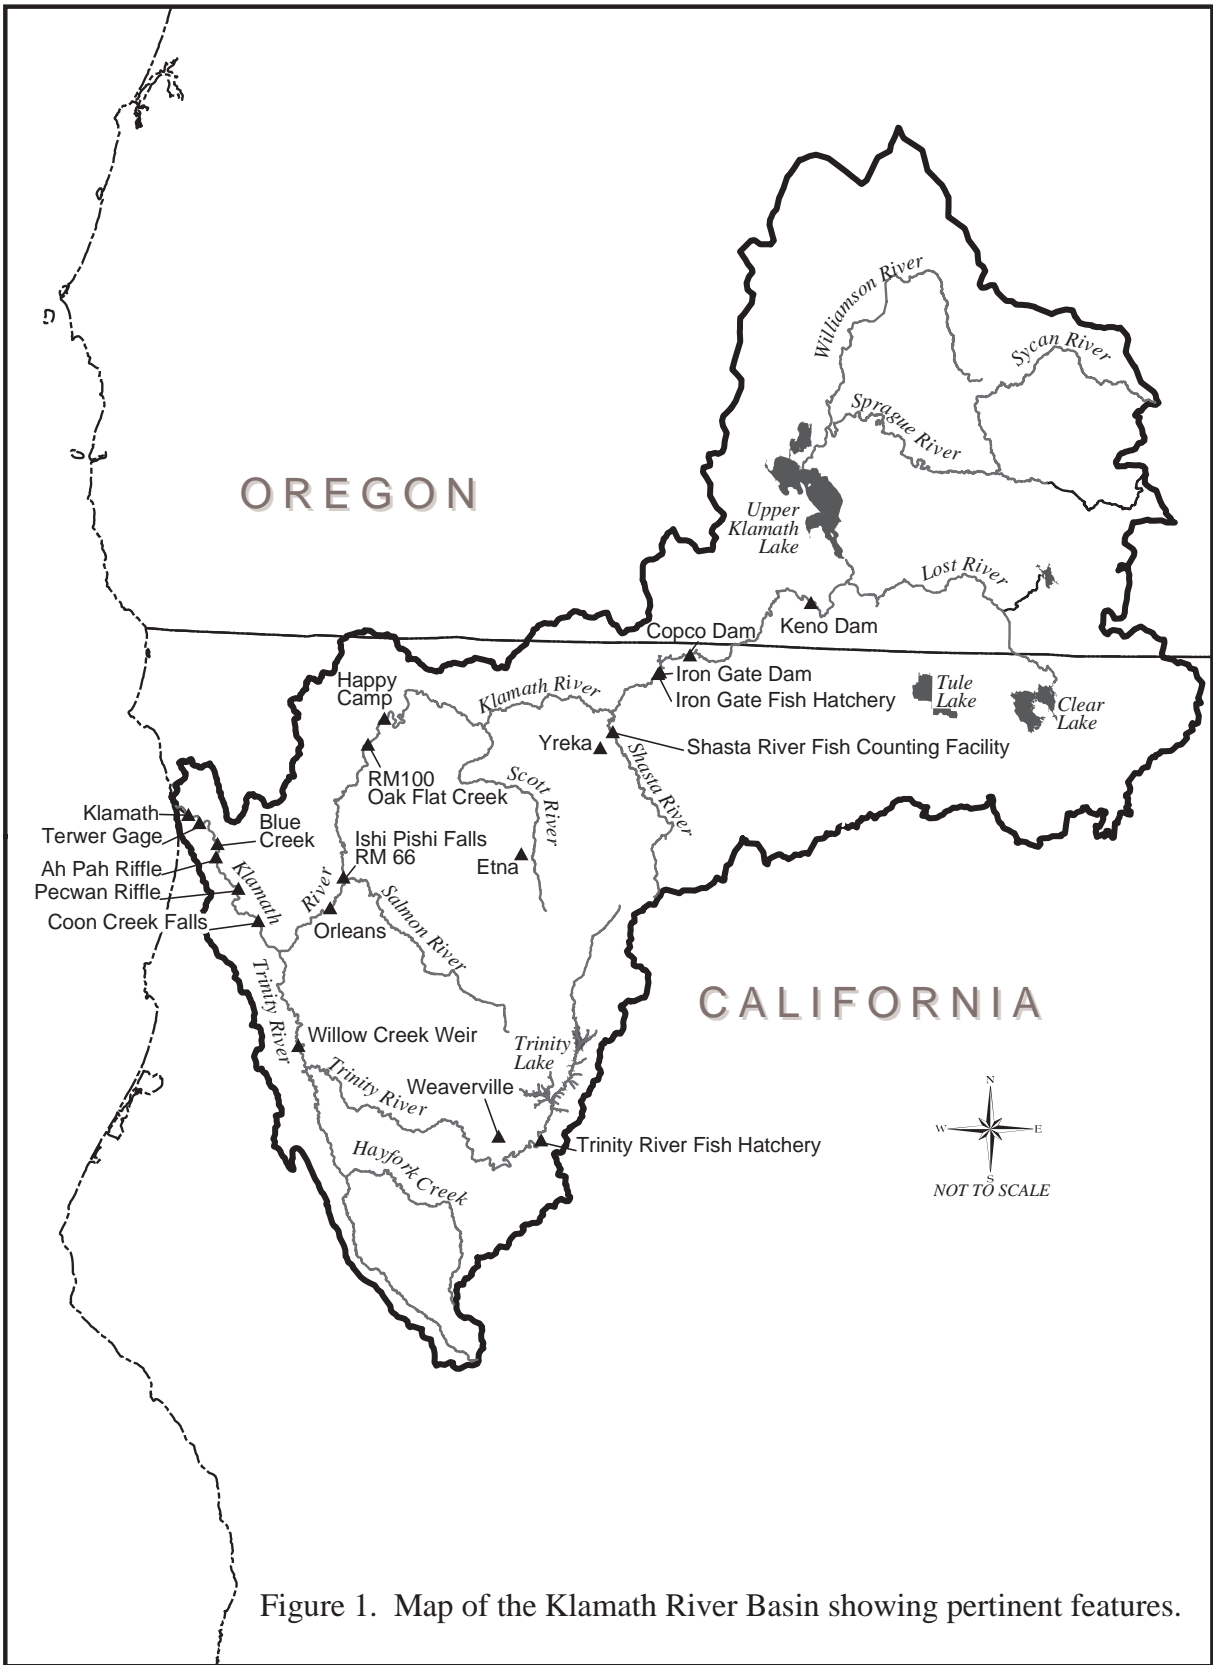 Williamson River
Sycan River
Sprague River
OREGON
Upper
Klamath
Lake
Lost River
Keno Dam
Copco Dam
Iron Gate Dam
Iron Gate Fish Hatchery
Tule
Lake
Clear
Lake
Happy
Camp
Klamath River
Yreka
Shasta River Fish Counting Facility
Shasta River
RM100
Oak Flat Creek
Scott River
Klamath
Terwer Gage
Blue
Creek
Ah Pah Riffle
Pecwan Riffle
Coon Creek Falls
Klamath River
Ishi Pishi Falls
RM 66
Etna
Orleans
Salmon River
CALIFORNIA
Trinity River
Willow Creek Weir
Trinity
Lake
Trinity River
Weaverville
Trinity River Fish Hatchery
Hayfork Creek
N
W E
S
NOT TO SCALE
Figure 1. Map of the Klamath River Basin showing pertinent features.